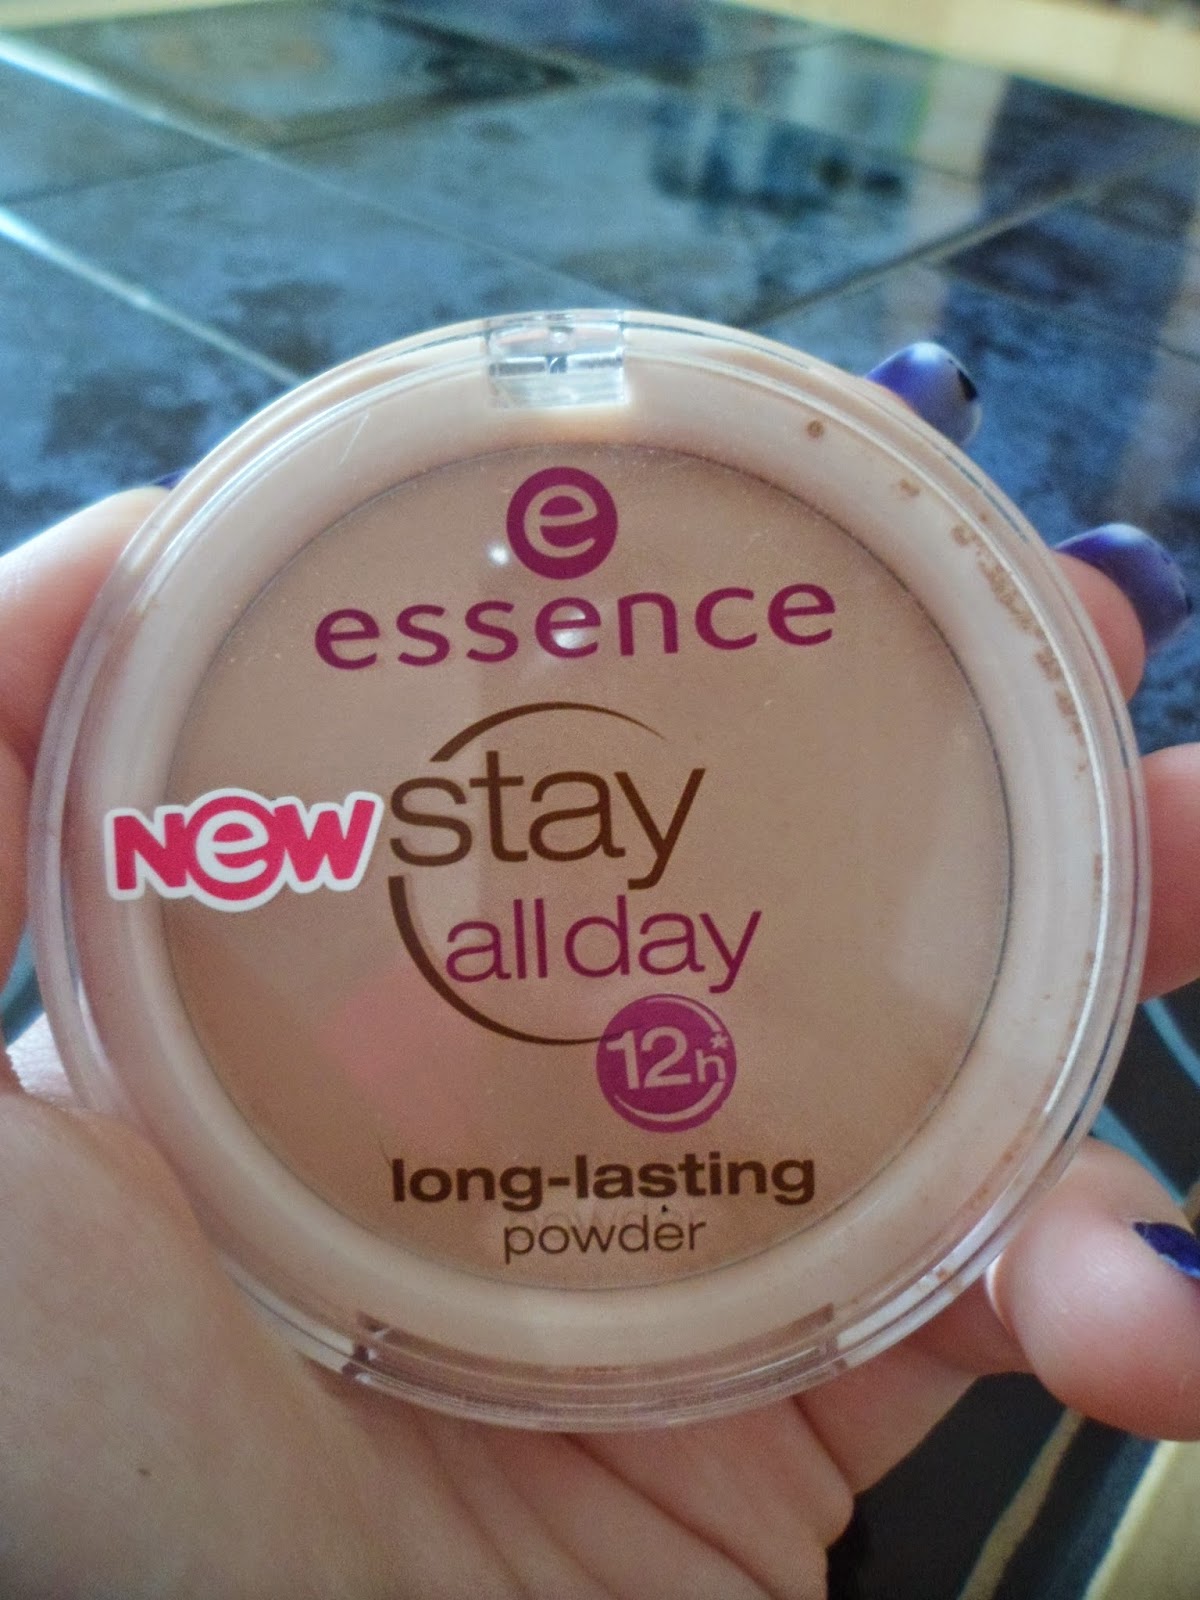 e
essence
NEW
stay
all day
12h*
long-lasting
powder